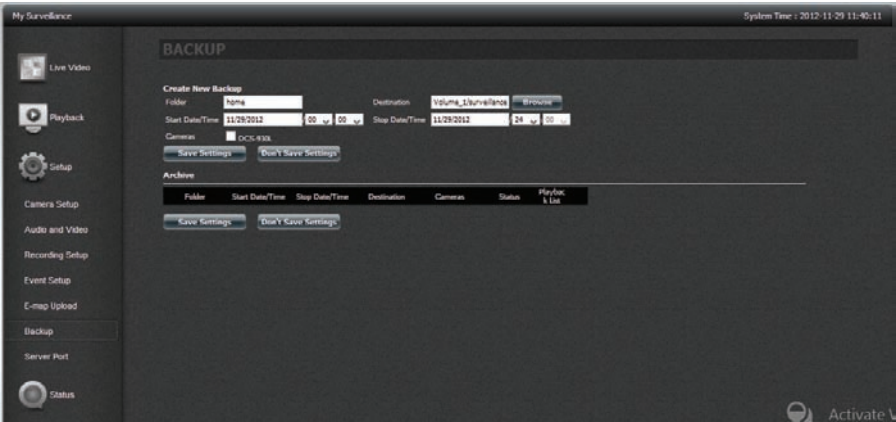 My Surveillance System Time : 2012-11-29 11:40:11
Live Video
Playback
Setup
Camera Setup
Audio and Video
Recording Setup
Event Setup
E-map Upload
Backup
Server Port
Status
BACKUP
Create New Backup
Folder home Destination Volume_1/surveillance Browse
Start Date/Time 11/29/2012 00 : 00 Stop Date/Time 11/29/2012 24 : 00
Cameras DCS-930L
Save Settings Don't Save Settings
Archive
Folder Start Date/Time Stop Date/Time Destination Cameras Status Playbac
k List
Save Settings Don't Save Settings
Activate V